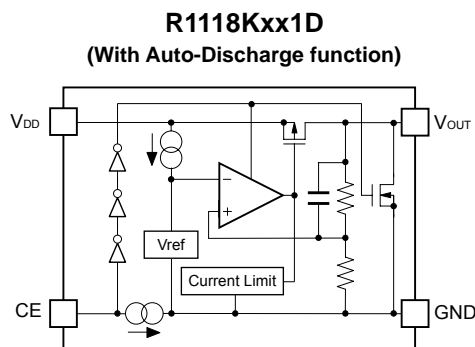 R1118Kxx1D
(With Auto-Discharge function)
VDD
VOUT
−
+
Vref
Current Limit
CE
GND